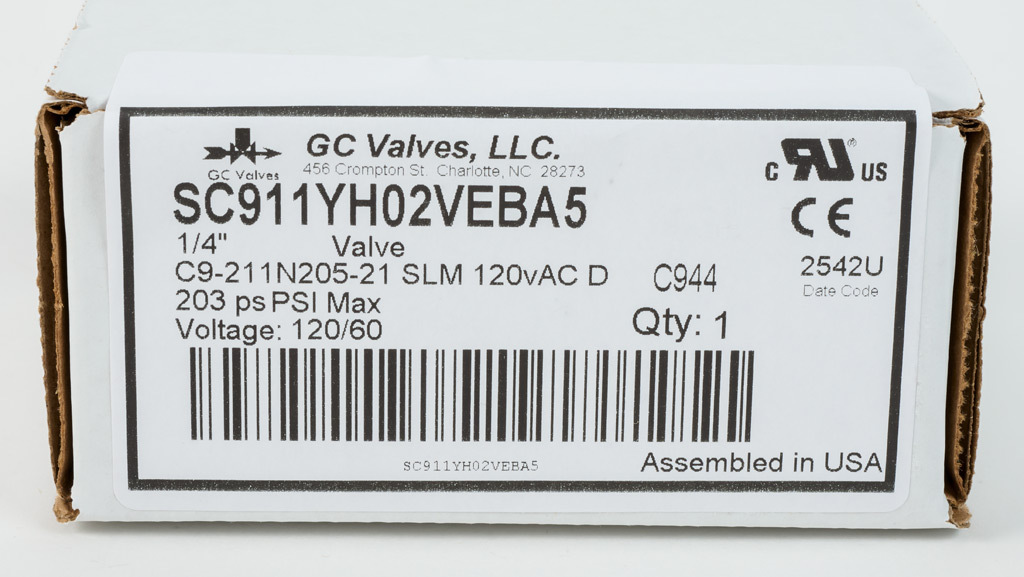 GC Valves
GC Valves, LLC.
456 Crompton St. Charlotte, NC 28273
SC911YH02VEBA5
1/4" Valve
C9-211N205-21 SLM 120vAC D
203 ps PSI Max
Voltage: 120/60
C944
Qty: 1
C RU ® US
CE
2542U
Date Code
SC911YH02VEBA5
Assembled in USA